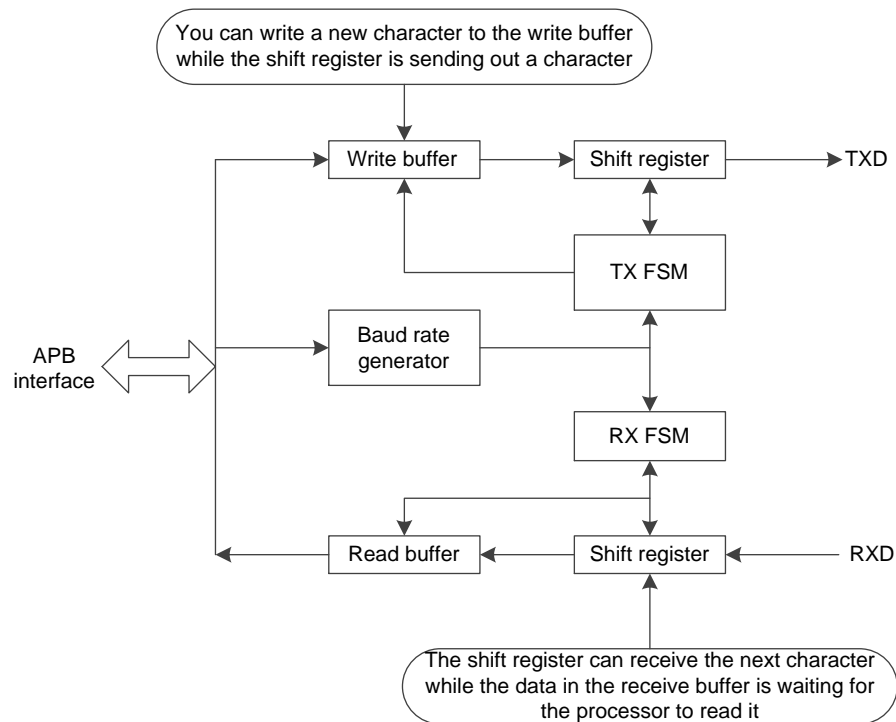 You can write a new character to the write buffer
while the shift register is sending out a character
Write buffer
Shift register
TXD
TX FSM
APB
interface
Baud rate
generator
RX FSM
Read buffer
Shift register
RXD
The shift register can receive the next character
while the data in the receive buffer is waiting for
the processor to read it